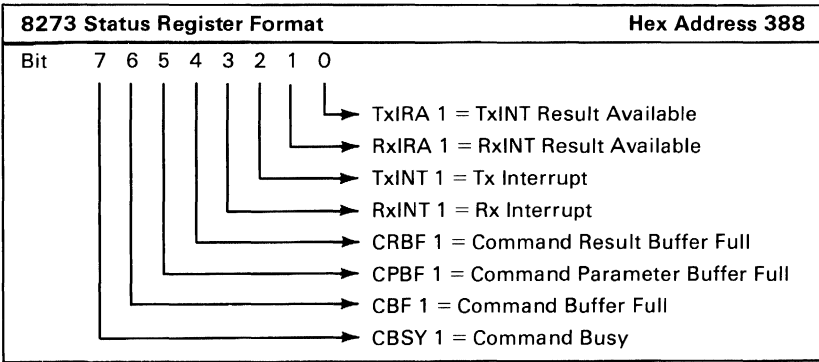 8273 Status Register Format Hex Address 388
Bit 7 6 5 4 3 2 1 0
TxIRA 1 = TxINT Result Available
RxIRA 1 = RxINT Result Available
TxINT 1 = Tx Interrupt
RxINT 1 = Rx Interrupt
CRBF 1 = Command Result Buffer Full
CPBF 1 = Command Parameter Buffer Full
CBF 1 = Command Buffer Full
CBSY 1 = Command Busy